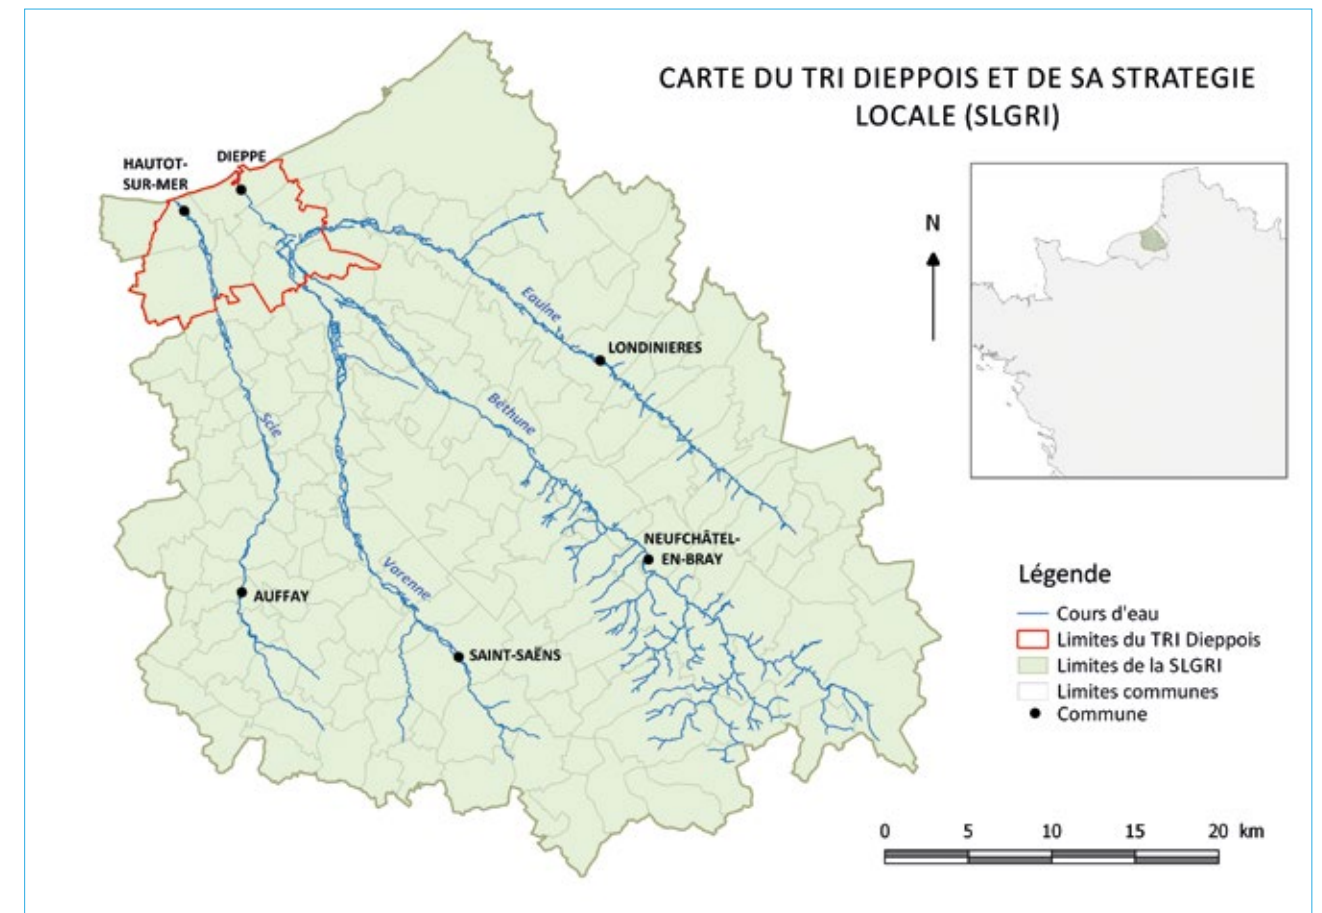 CARTE DU TRI DIEPPOIS ET DE SA STRATEGIE
LOCALE (SLGRI)
DIEPPE
HAUTOT-
SUR-MER
N
Eaulne
LONDINIERES
Béthune
Scie
NEUFCHÂTEL-
EN-BRAY
Varenne
AUFFAY
SAINT-SAËNS
Légende
Cours d'eau
Limites du TRI Dieppois
Limites de la SLGRI
Limites communes
Commune
0 5 10 15 20 km